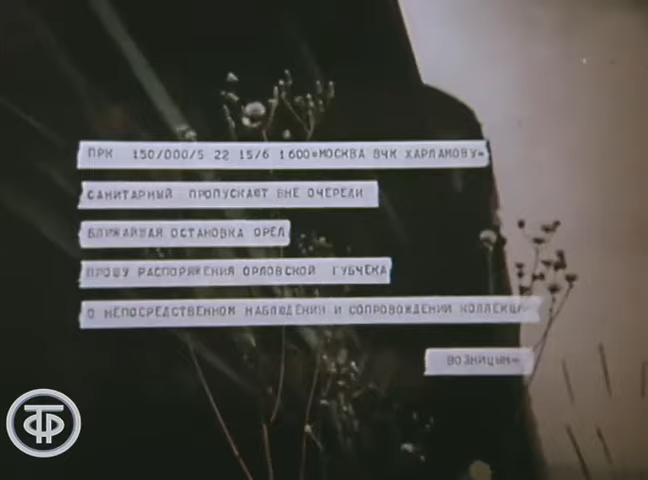 ПРК 150/000/5 22 15/6 1600=МОСКВА ВЧК ХАРЛАМОВУ=
САНИТАРНЫЙ ПРОПУСКАЮТ ВНЕ ОЧЕРЕДИ
БЛИЖАЙШАЯ ОСТАНОВКА ОРЕЛ
ПРОШУ РАСПОРЯЖЕНИЯ ОРЛОВСКОЙ ГУБЧЕКА
О НЕПОСРЕДСТВЕННОМ НАБЛЮДЕНИИ И СОПРОВОЖДЕНИИ КОЛЛЕКЦИИ
ВОЗНИЦЫН=